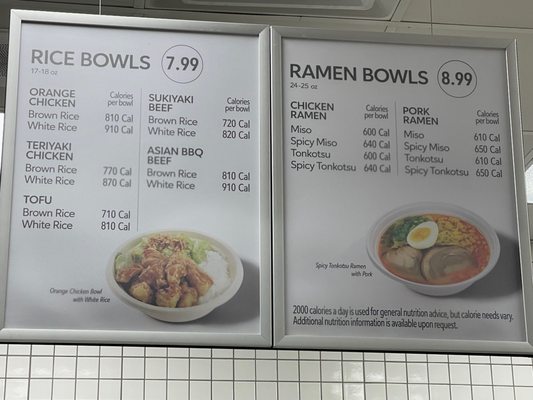 RICE BOWLS 7.99
17-18 oz
ORANGE CHICKEN Calories per bowl
Brown Rice 810 Cal
White Rice 910 Cal
TERIYAKI CHICKEN
Brown Rice 770 Cal
White Rice 870 Cal
TOFU
Brown Rice 710 Cal
White Rice 810 Cal
SUKIYAKI BEEF Calories per bowl
Brown Rice 720 Cal
White Rice 820 Cal
ASIAN BBQ BEEF
Brown Rice 810 Cal
White Rice 910 Cal
Orange Chicken Bowl
with White Rice
RAMEN BOWLS 8.99
24-25 oz
CHICKEN RAMEN Calories per bowl
Miso 600 Cal
Spicy Miso 640 Cal
Tonkotsu 600 Cal
Spicy Tonkotsu 640 Cal
PORK RAMEN Calories per bowl
Miso 610 Cal
Spicy Miso 650 Cal
Tonkotsu 610 Cal
Spicy Tonkotsu 650 Cal
Spicy Tonkotsu Ramen
with Pork
2000 calories a day is used for general nutrition advice, but calorie needs vary.
Additional nutrition information is available upon request.